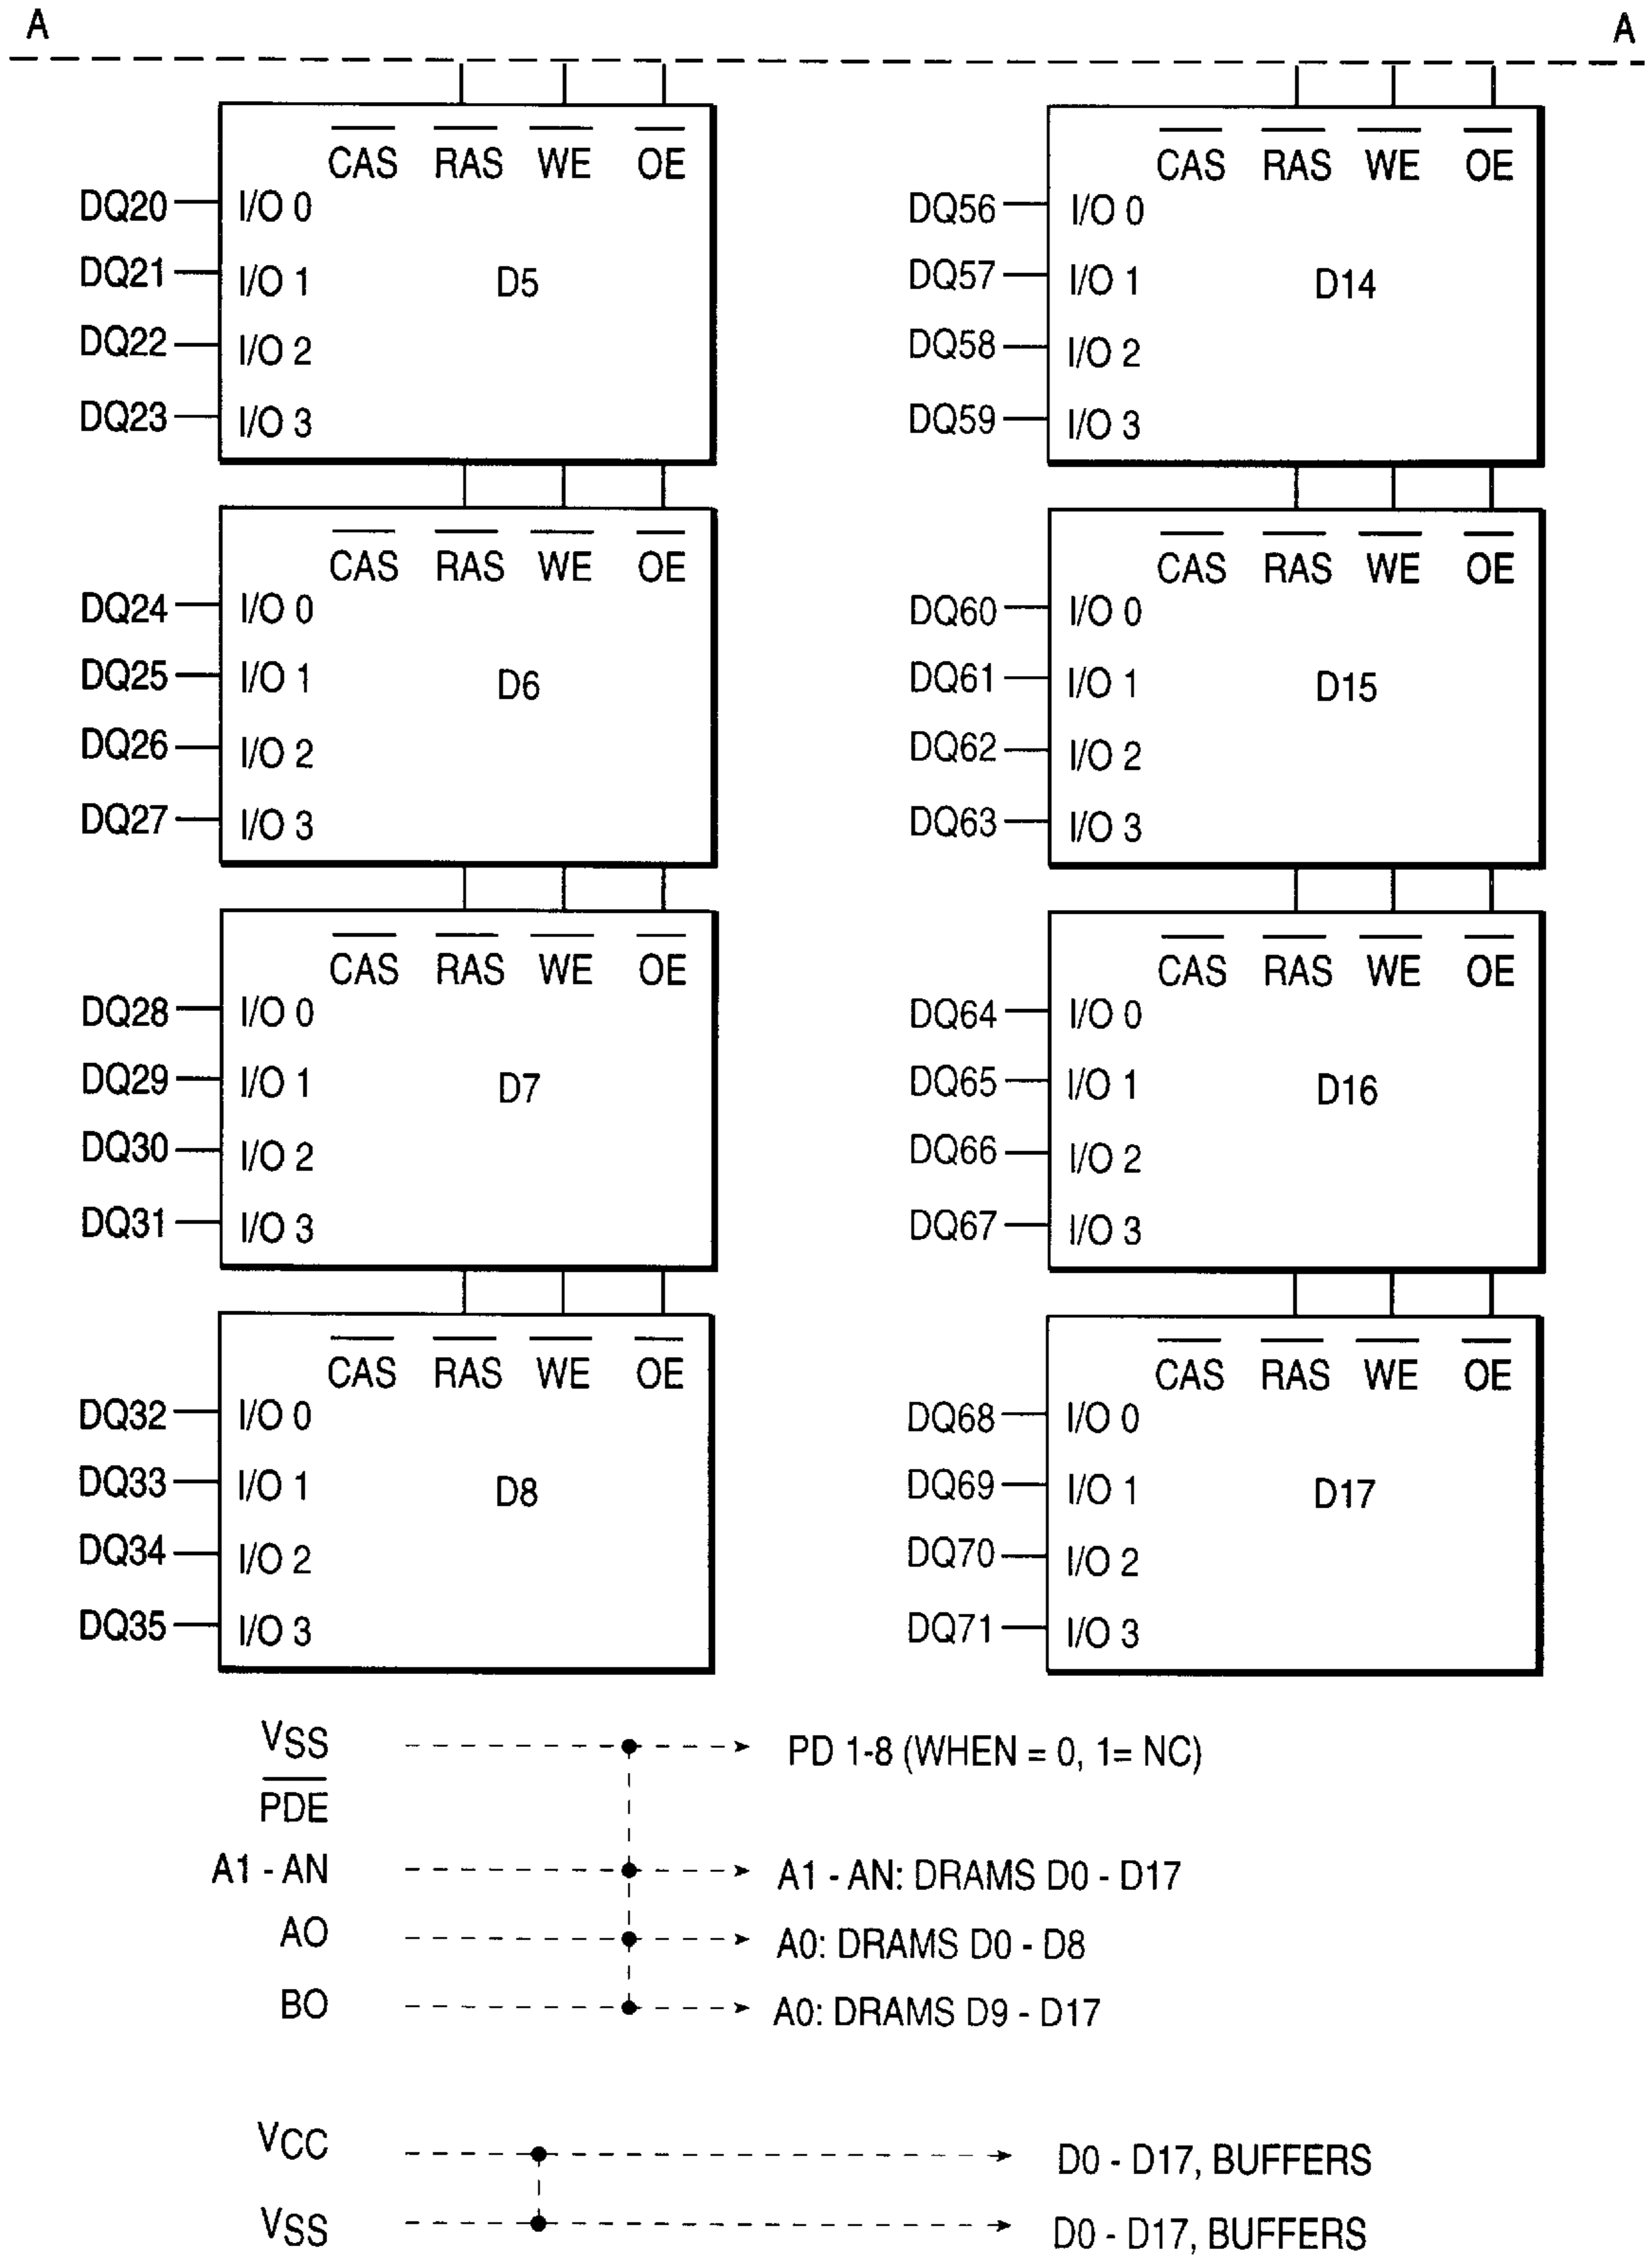 A A
CAS RAS WE OE
DQ20 I/O 0
DQ21 I/O 1 D5
DQ22 I/O 2
DQ23 I/O 3
CAS RAS WE OE
DQ56 I/O 0
DQ57 I/O 1 D14
DQ58 I/O 2
DQ59 I/O 3
CAS RAS WE OE
DQ24 I/O 0
DQ25 I/O 1 D6
DQ26 I/O 2
DQ27 I/O 3
CAS RAS WE OE
DQ60 I/O 0
DQ61 I/O 1 D15
DQ62 I/O 2
DQ63 I/O 3
CAS RAS WE OE
DQ28 I/O 0
DQ29 I/O 1 D7
DQ30 I/O 2
DQ31 I/O 3
CAS RAS WE OE
DQ64 I/O 0
DQ65 I/O 1 D16
DQ66 I/O 2
DQ67 I/O 3
CAS RAS WE OE
DQ32 I/O 0
DQ33 I/O 1 D8
DQ34 I/O 2
DQ35 I/O 3
CAS RAS WE OE
DQ68 I/O 0
DQ69 I/O 1 D17
DQ70 I/O 2
DQ71 I/O 3
VSS PD 1-8 (WHEN = 0, 1= NC)
PDE
A1 - AN A1 - AN: DRAMS D0 - D17
AO A0: DRAMS D0 - D8
BO A0: DRAMS D9 - D17
VCC D0 - D17, BUFFERS
VSS D0 - D17, BUFFERS